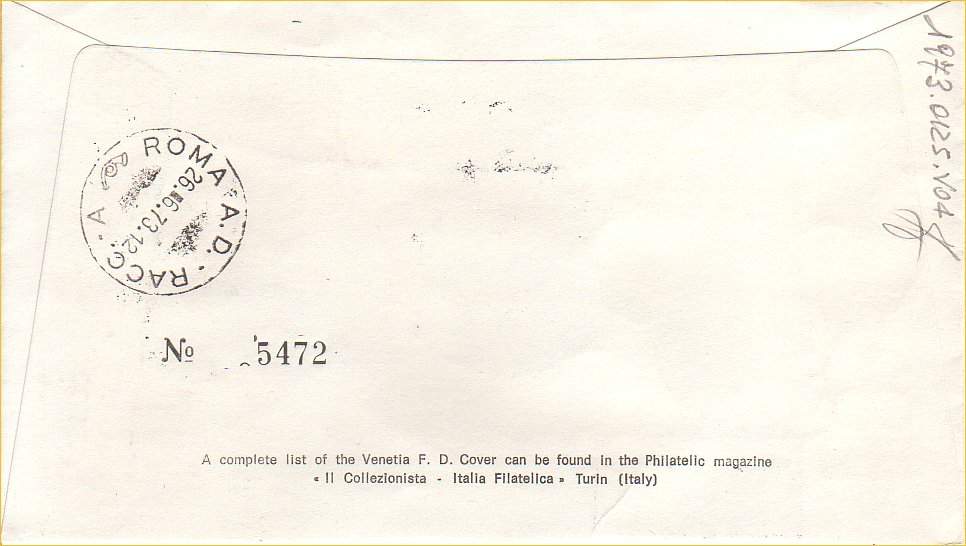 1973.0125.V04
ROMA A.D. - RACC. - A
26.6.73-12
No 5472
A complete list of the Venetia F. D. Cover can be found in the Philatelic magazine
« Il Collezionista - Italia Filatelica » Turin (Italy)